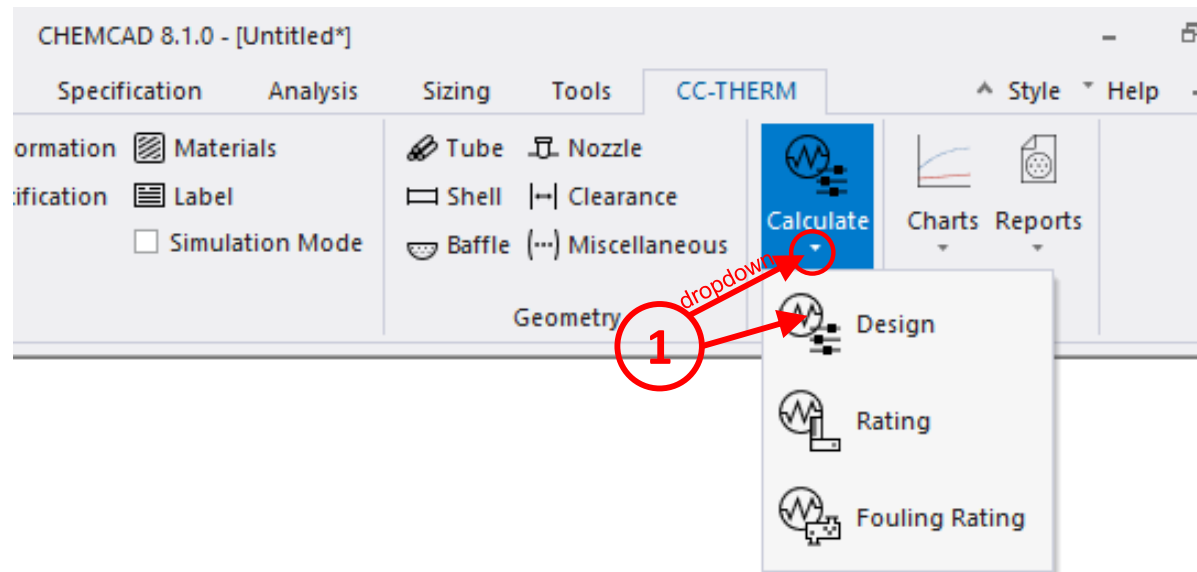 CHEMCAD 8.1.0 - [Untitled*]
Specification Analysis Sizing Tools CC-THERM Style Help
ormation Materials Tube Nozzle
ification Label Shell Clearance
Simulation Mode Baffle Miscellaneous
Calculate Charts Reports
dropdown
Geometry
1
Design
Rating
Fouling Rating